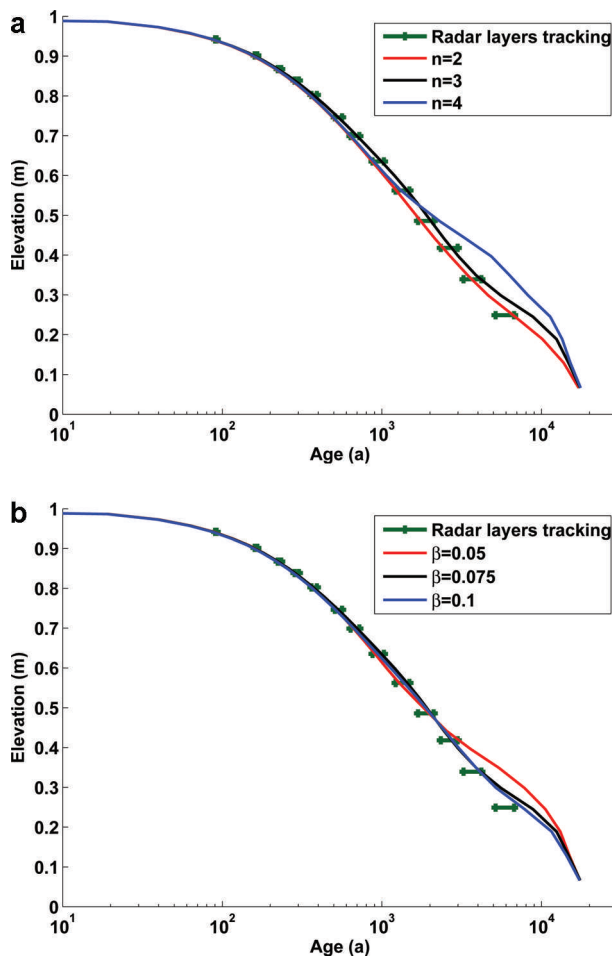 a
Radar layers tracking
n=2
n=3
n=4
Elevation (m)
1
0.9
0.8
0.7
0.6
0.5
0.4
0.3
0.2
0.1
0
10¹ 10² 10³ 10⁴
Age (a)
b
Radar layers tracking
β=0.05
β=0.075
β=0.1
Elevation (m)
1
0.9
0.8
0.7
0.6
0.5
0.4
0.3
0.2
0.1
0
10¹ 10² 10³ 10⁴
Age (a)